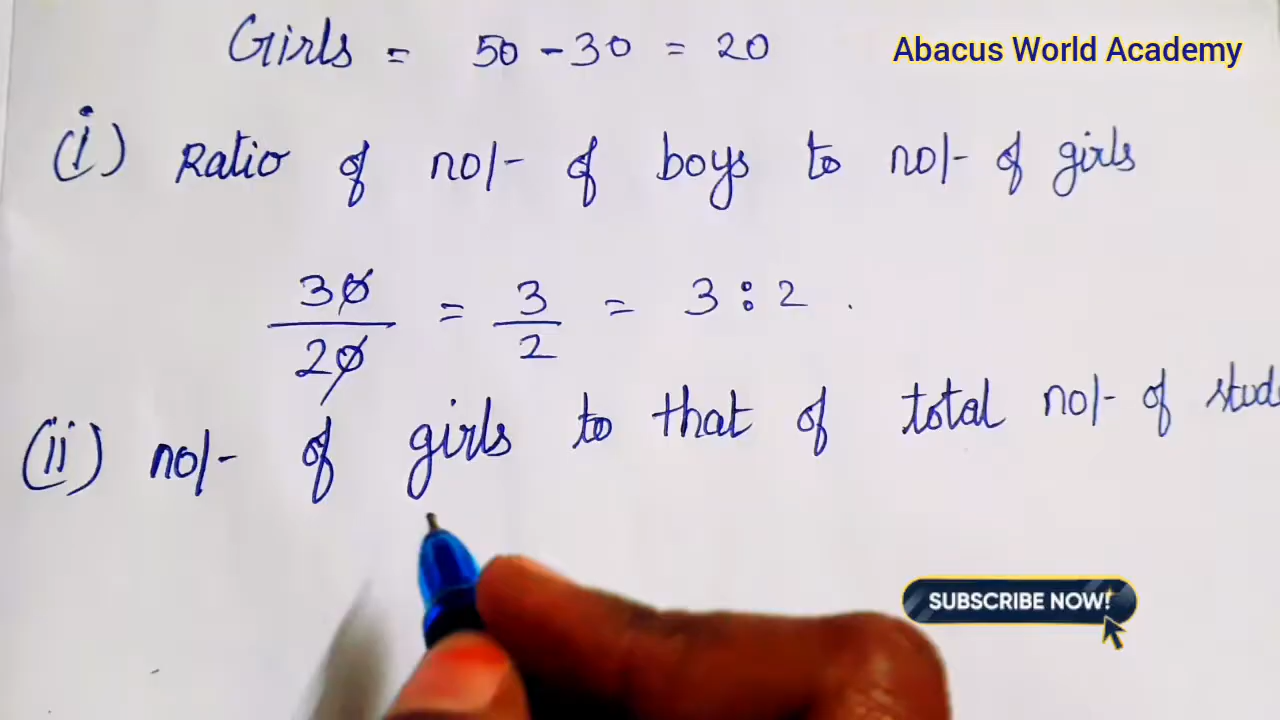 Girls = 50 - 30 = 20
Abacus World Academy
(i) Ratio of no/- of boys to no/- of girls
30/20 = 3/2 = 3 : 2 .
(ii) no/- of girls to that of total no/- of stud
SUBSCRIBE NOW!